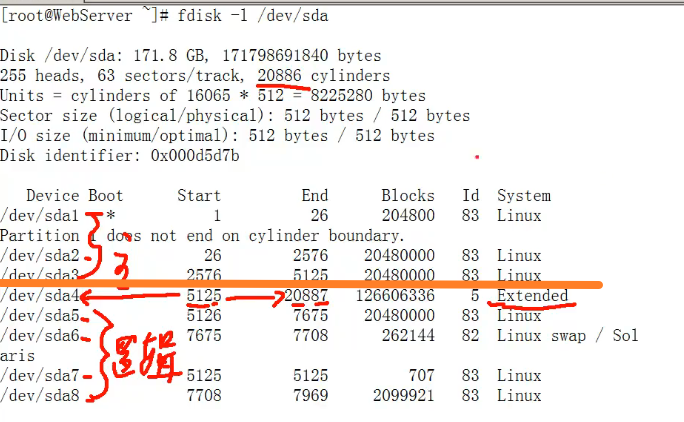 [root@WebServer ~]# fdisk -l /dev/sda
Disk /dev/sda: 171.8 GB, 171798691840 bytes
255 heads, 63 sectors/track, 20886 cylinders
Units = cylinders of 16065 * 512 = 8225280 bytes
Sector size (logical/physical): 512 bytes / 512 bytes
I/O size (minimum/optimal): 512 bytes / 512 bytes
Disk identifier: 0x000d5d7b
Device Boot Start End Blocks Id System
/dev/sda1 * 1 26 204800 83 Linux
Partition 1 does not end on cylinder boundary.
/dev/sda2 26 2576 20480000 83 Linux
/dev/sda3 2576 5125 20480000 83 Linux
/dev/sda4 5125 20887 126606336 5 Extended
/dev/sda5 5126 7675 20480000 83 Linux
/dev/sda6 7675 7708 262144 82 Linux swap / Sol
aris
/dev/sda7 5125 5125 707 83 Linux
/dev/sda8 7708 7969 2099921 83 Linux
主
逻辑